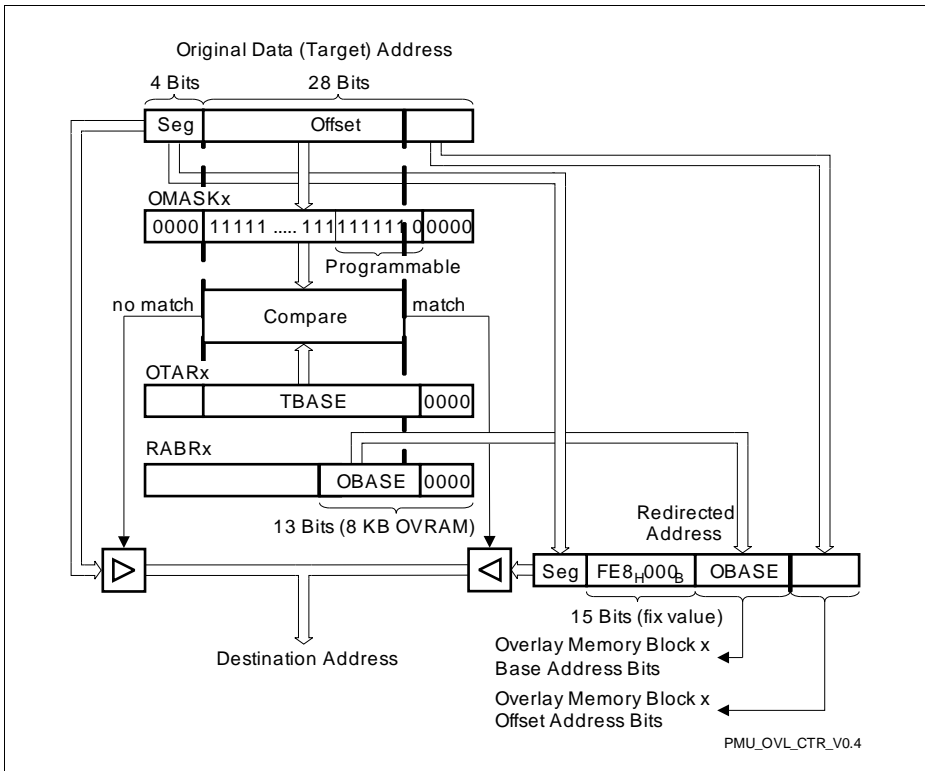 Original Data (Target) Address
4 Bits 28 Bits
Seg Offset
OMASKx
0000 11111 ..... 111 111111 0 0000
Programmable
no match match
Compare
OTARx
TBASE 0000
RABRx
OBASE 0000
13 Bits (8 KB OVRAM)
Redirected
Address
Seg FE8H000B OBASE
15 Bits (fix value)
Destination Address
Overlay Memory Block x
Base Address Bits
Overlay Memory Block x
Offset Address Bits
PMU_OVL_CTR_V0.4